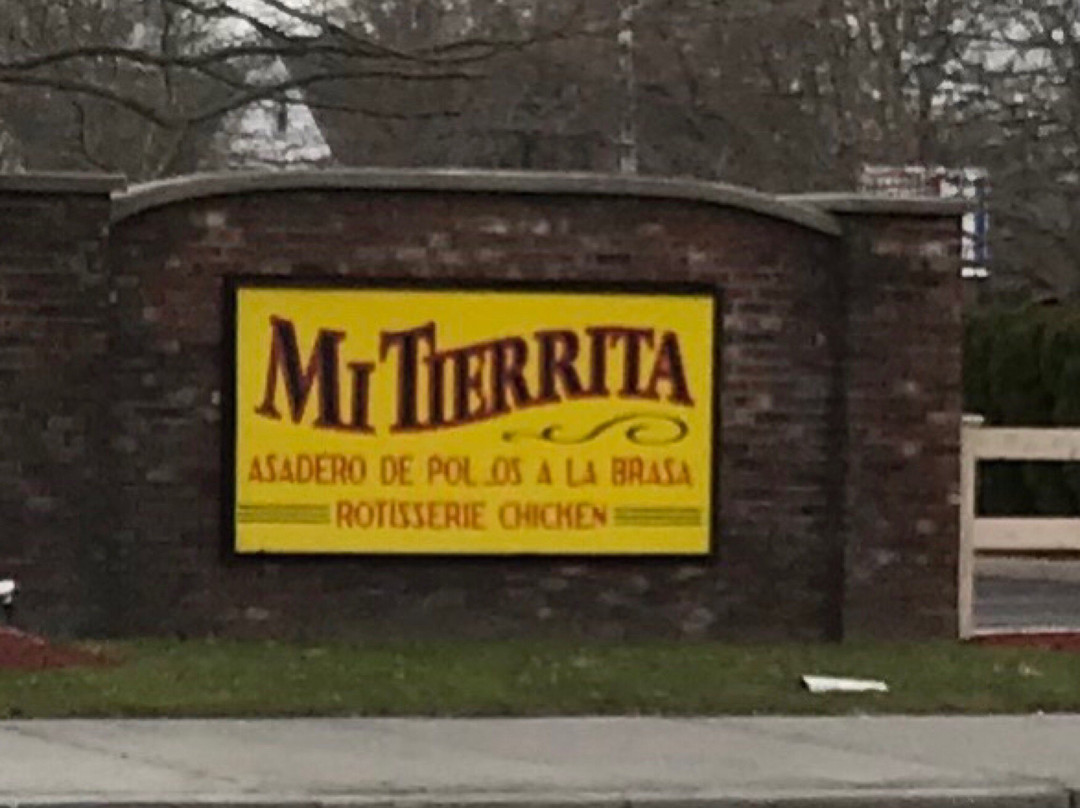 MI TIERRITA
ASADERO DE POL..OS A LA BRASA
ROTISSERIE CHICKEN